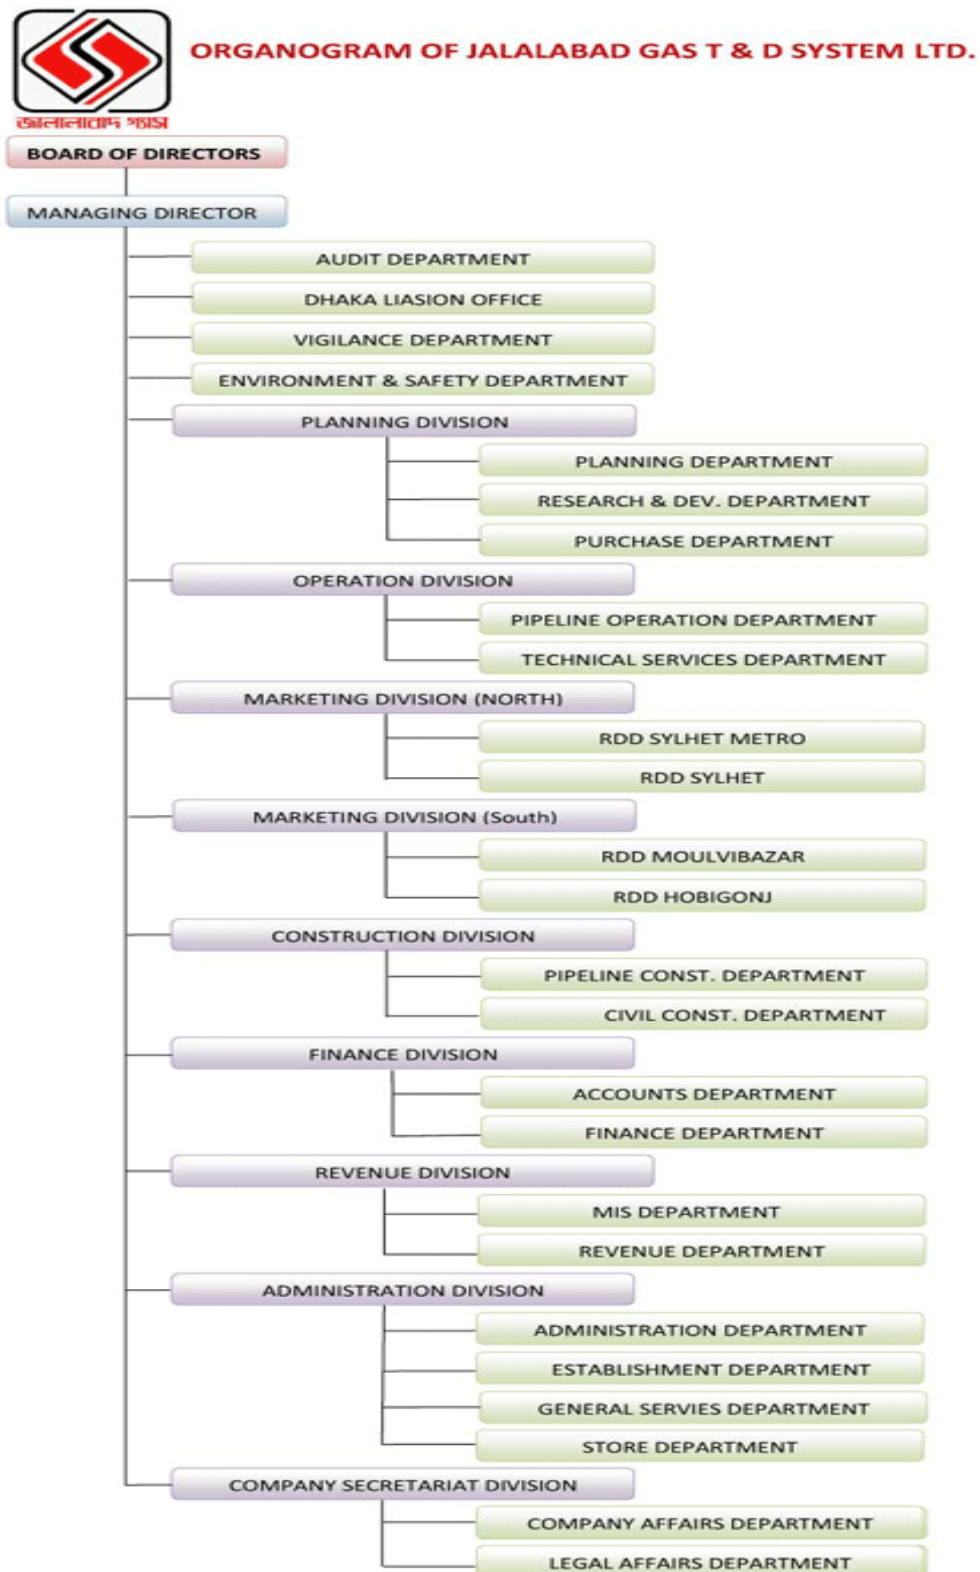 ORGANOGRAM OF JALALABAD GAS T & D SYSTEM LTD.
জালালাবাদ গ্যাস
BOARD OF DIRECTORS
MANAGING DIRECTOR
AUDIT DEPARTMENT
DHAKA LIASION OFFICE
VIGILANCE DEPARTMENT
ENVIRONMENT & SAFETY DEPARTMENT
PLANNING DIVISION
PLANNING DEPARTMENT
RESEARCH & DEV. DEPARTMENT
PURCHASE DEPARTMENT
OPERATION DIVISION
PIPELINE OPERATION DEPARTMENT
TECHNICAL SERVICES DEPARTMENT
MARKETING DIVISION (NORTH)
RDD SYLHET METRO
RDD SYLHET
MARKETING DIVISION (South)
RDD MOULVIBAZAR
RDD HOBIGONJ
CONSTRUCTION DIVISION
PIPELINE CONST. DEPARTMENT
CIVIL CONST. DEPARTMENT
FINANCE DIVISION
ACCOUNTS DEPARTMENT
FINANCE DEPARTMENT
REVENUE DIVISION
MIS DEPARTMENT
REVENUE DEPARTMENT
ADMINISTRATION DIVISION
ADMINISTRATION DEPARTMENT
ESTABLISHMENT DEPARTMENT
GENERAL SERVIES DEPARTMENT
STORE DEPARTMENT
COMPANY SECRETARIAT DIVISION
COMPANY AFFAIRS DEPARTMENT
LEGAL AFFAIRS DEPARTMENT